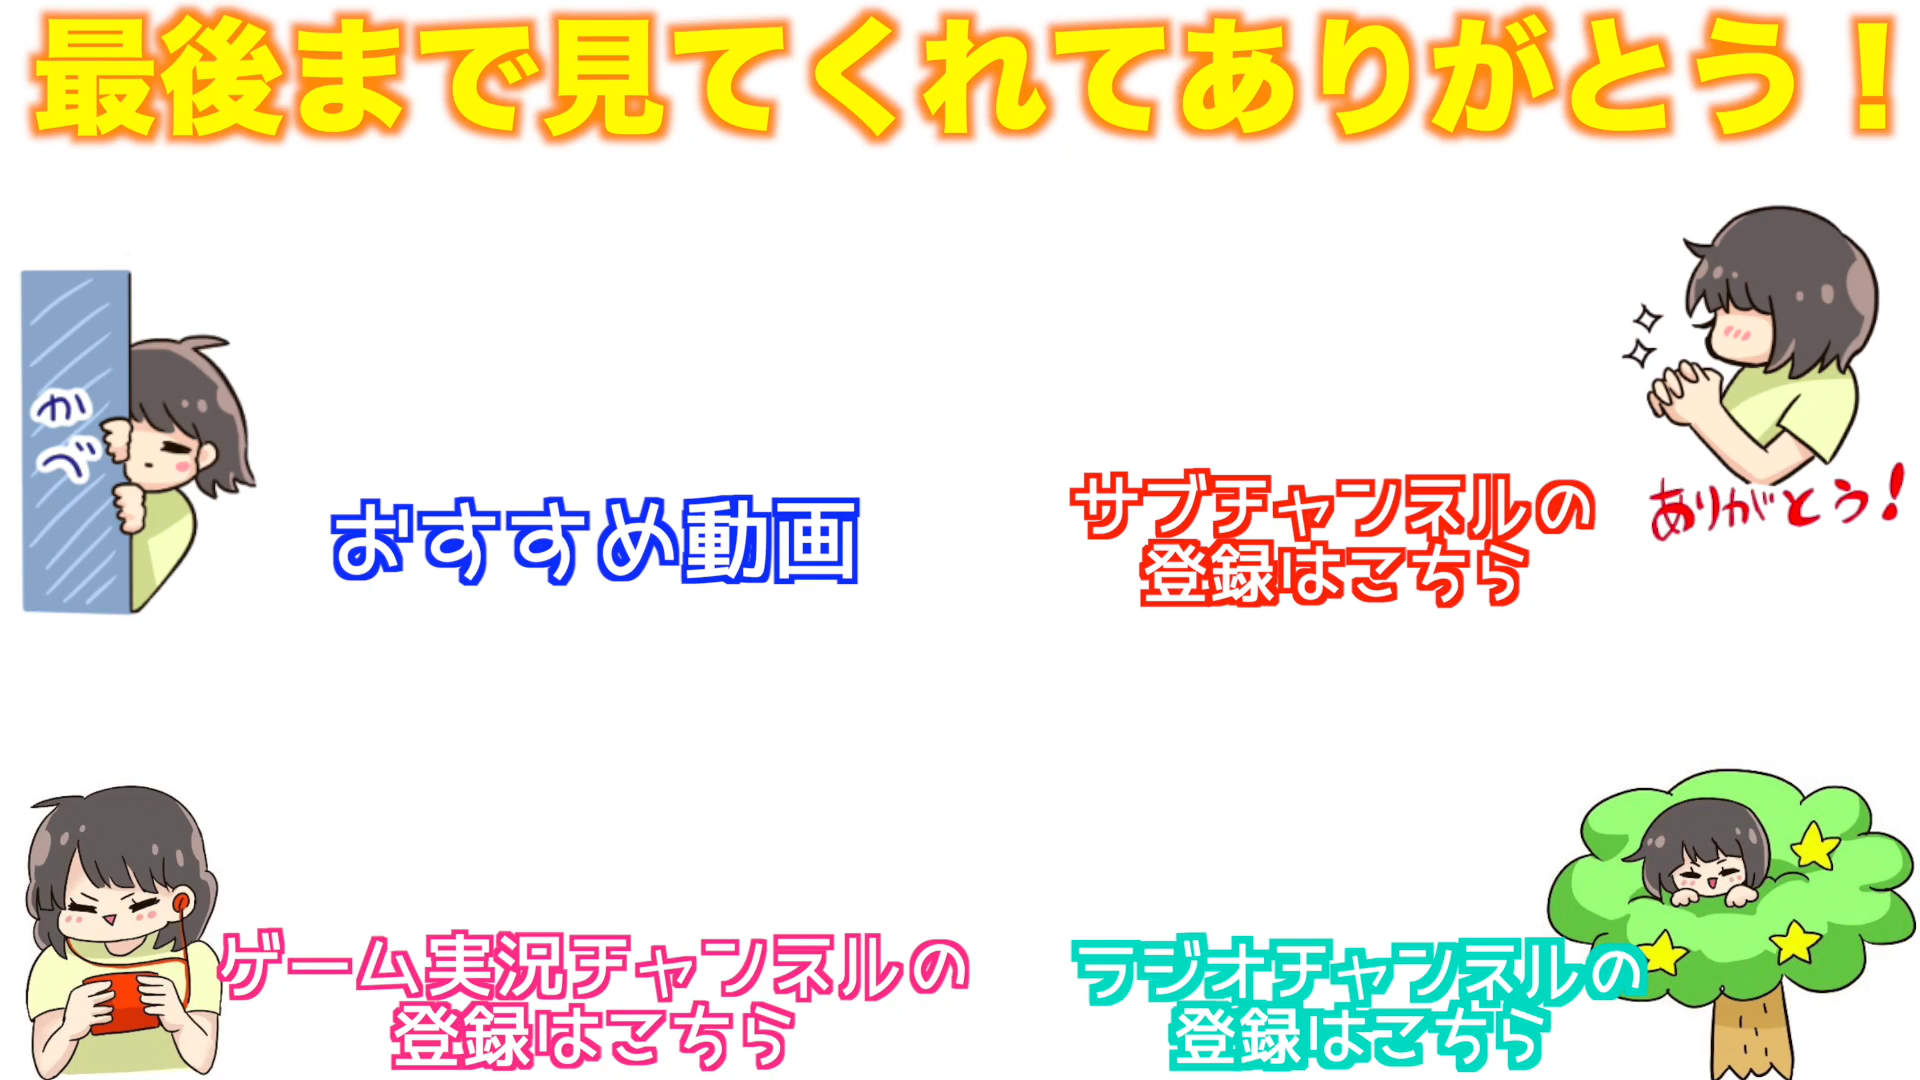 最後まで見てくれてありがとう！
かべ
おすすめ動画
サブチャンネルの
登録はこちら
ありがとう！
ゲーム実況チャンネルの
登録はこちら
ラジオチャンネルの
登録はこちら